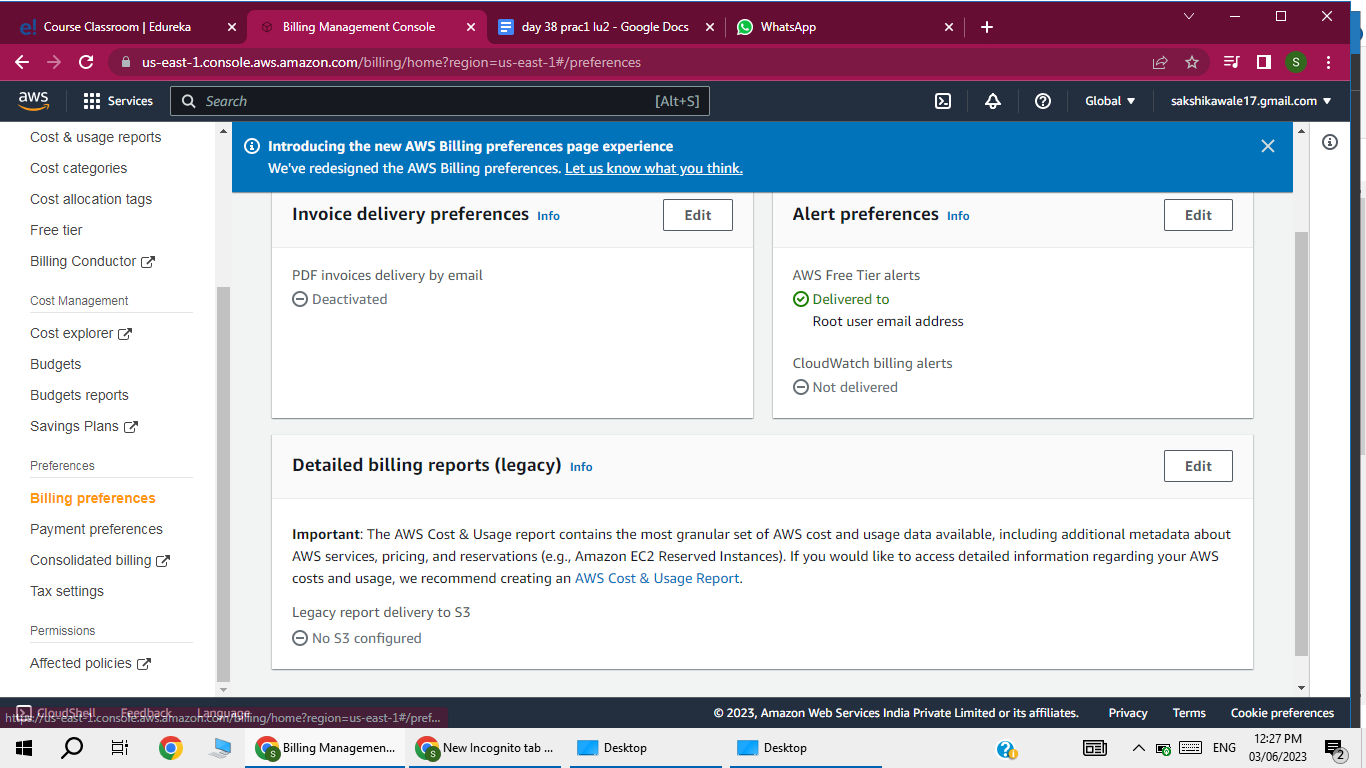 Course Classroom | Edureka
Billing Management Console
day 38 prac1 lu2 - Google Docs
WhatsApp
us-east-1.console.aws.amazon.com/billing/home?region=us-east-1#/preferences
S
aws
Services
Search
[Alt+S]
Global
sakshikawale17.gmail.com
Cost & usage reports
Cost categories
Cost allocation tags
Free tier
Billing Conductor
Cost Management
Cost explorer
Budgets
Budgets reports
Savings Plans
Preferences
Billing preferences
Payment preferences
Consolidated billing
Tax settings
Permissions
Affected policies
Introducing the new AWS Billing preferences page experience
We've redesigned the AWS Billing preferences. Let us know what you think.
Invoice delivery preferences Info
Edit
PDF invoices delivery by email
Deactivated
Alert preferences Info
Edit
AWS Free Tier alerts
Delivered to
Root user email address
CloudWatch billing alerts
Not delivered
Detailed billing reports (legacy) Info
Edit
Important: The AWS Cost & Usage report contains the most granular set of AWS cost and usage data available, including additional metadata about
AWS services, pricing, and reservations (e.g., Amazon EC2 Reserved Instances). If you would like to access detailed information regarding your AWS
costs and usage, we recommend creating an AWS Cost & Usage Report.
Legacy report delivery to S3
No S3 configured
CloudShell
Feedback
Language
https://us-east-1.console.aws.amazon.com/billing/home?region=us-east-1#/pref...
© 2023, Amazon Web Services India Private Limited or its affiliates.
Privacy
Terms
Cookie preferences
Billing Managemen...
New Incognito tab ...
Desktop
Desktop
ENG
12:27 PM
03/06/2023
2